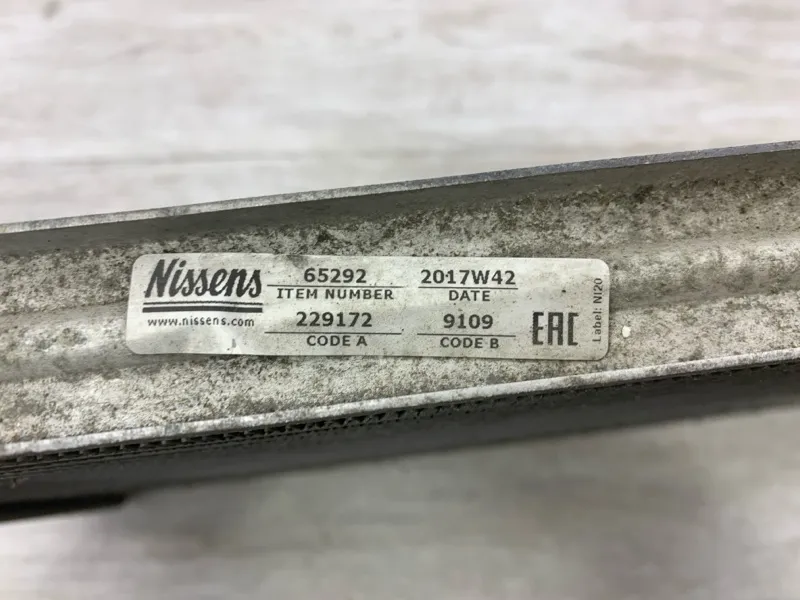 Nissens 65292 2017W42
ITEM NUMBER DATE
www.nissens.com 229172 9109 EAC
CODE A CODE B
Label: NI20